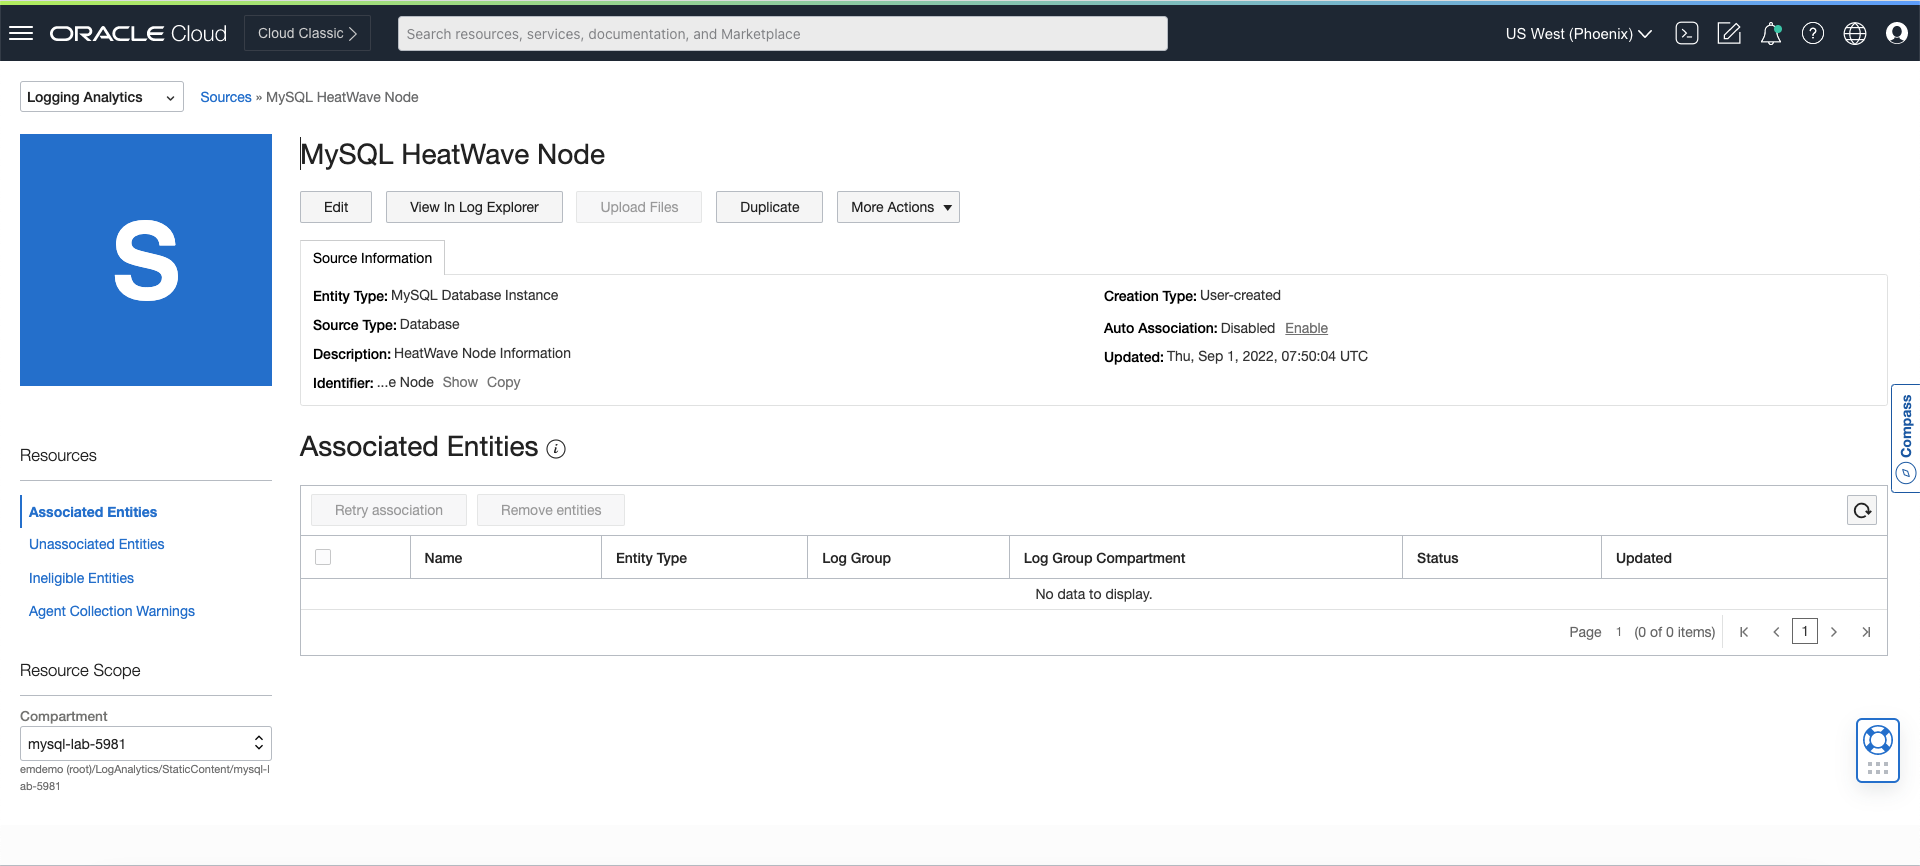 ORACLE Cloud
Cloud Classic
Search resources, services, documentation, and Marketplace
US West (Phoenix)
Logging Analytics
Sources » MySQL HeatWave Node
S
MySQL HeatWave Node
Edit
View In Log Explorer
Upload Files
Duplicate
More Actions
Source Information
Entity Type: MySQL Database Instance
Source Type: Database
Description: HeatWave Node Information
Identifier: ...e Node Show Copy
Creation Type: User-created
Auto Association: Disabled Enable
Updated: Thu, Sep 1, 2022, 07:50:04 UTC
Compass
Resources
Associated Entities
Unassociated Entities
Ineligible Entities
Agent Collection Warnings
Resource Scope
Compartment
mysql-lab-5981
emdemo (root)/LogAnalytics/StaticContent/mysql-l
ab-5981
Associated Entities
Retry association
Remove entities
Name Entity Type Log Group Log Group Compartment Status Updated
No data to display.
Page 1 (0 of 0 items) 1